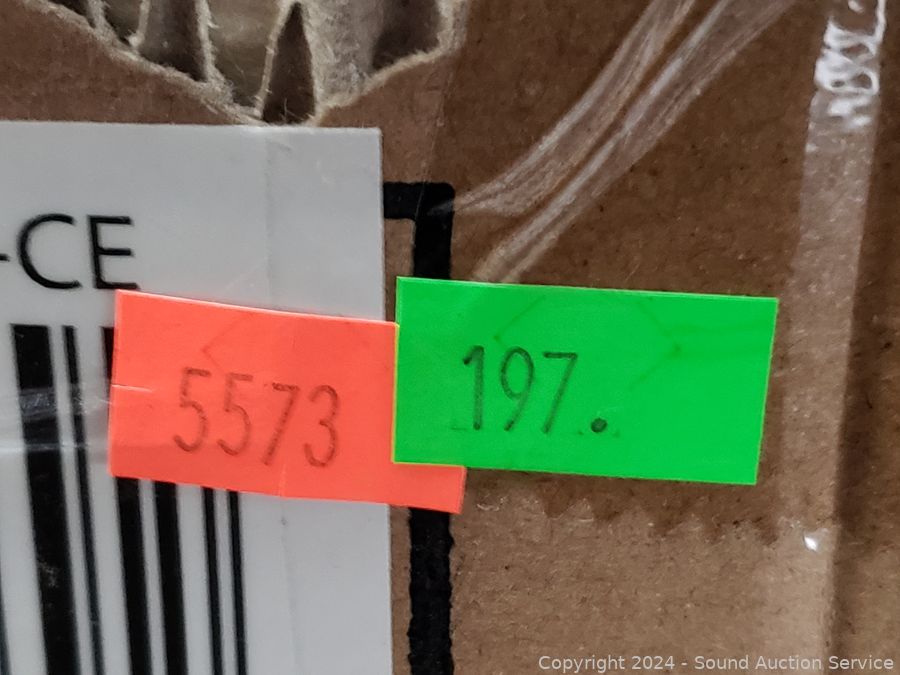 -CE
5573
197.
Copyright 2024 - Sound Auction Service